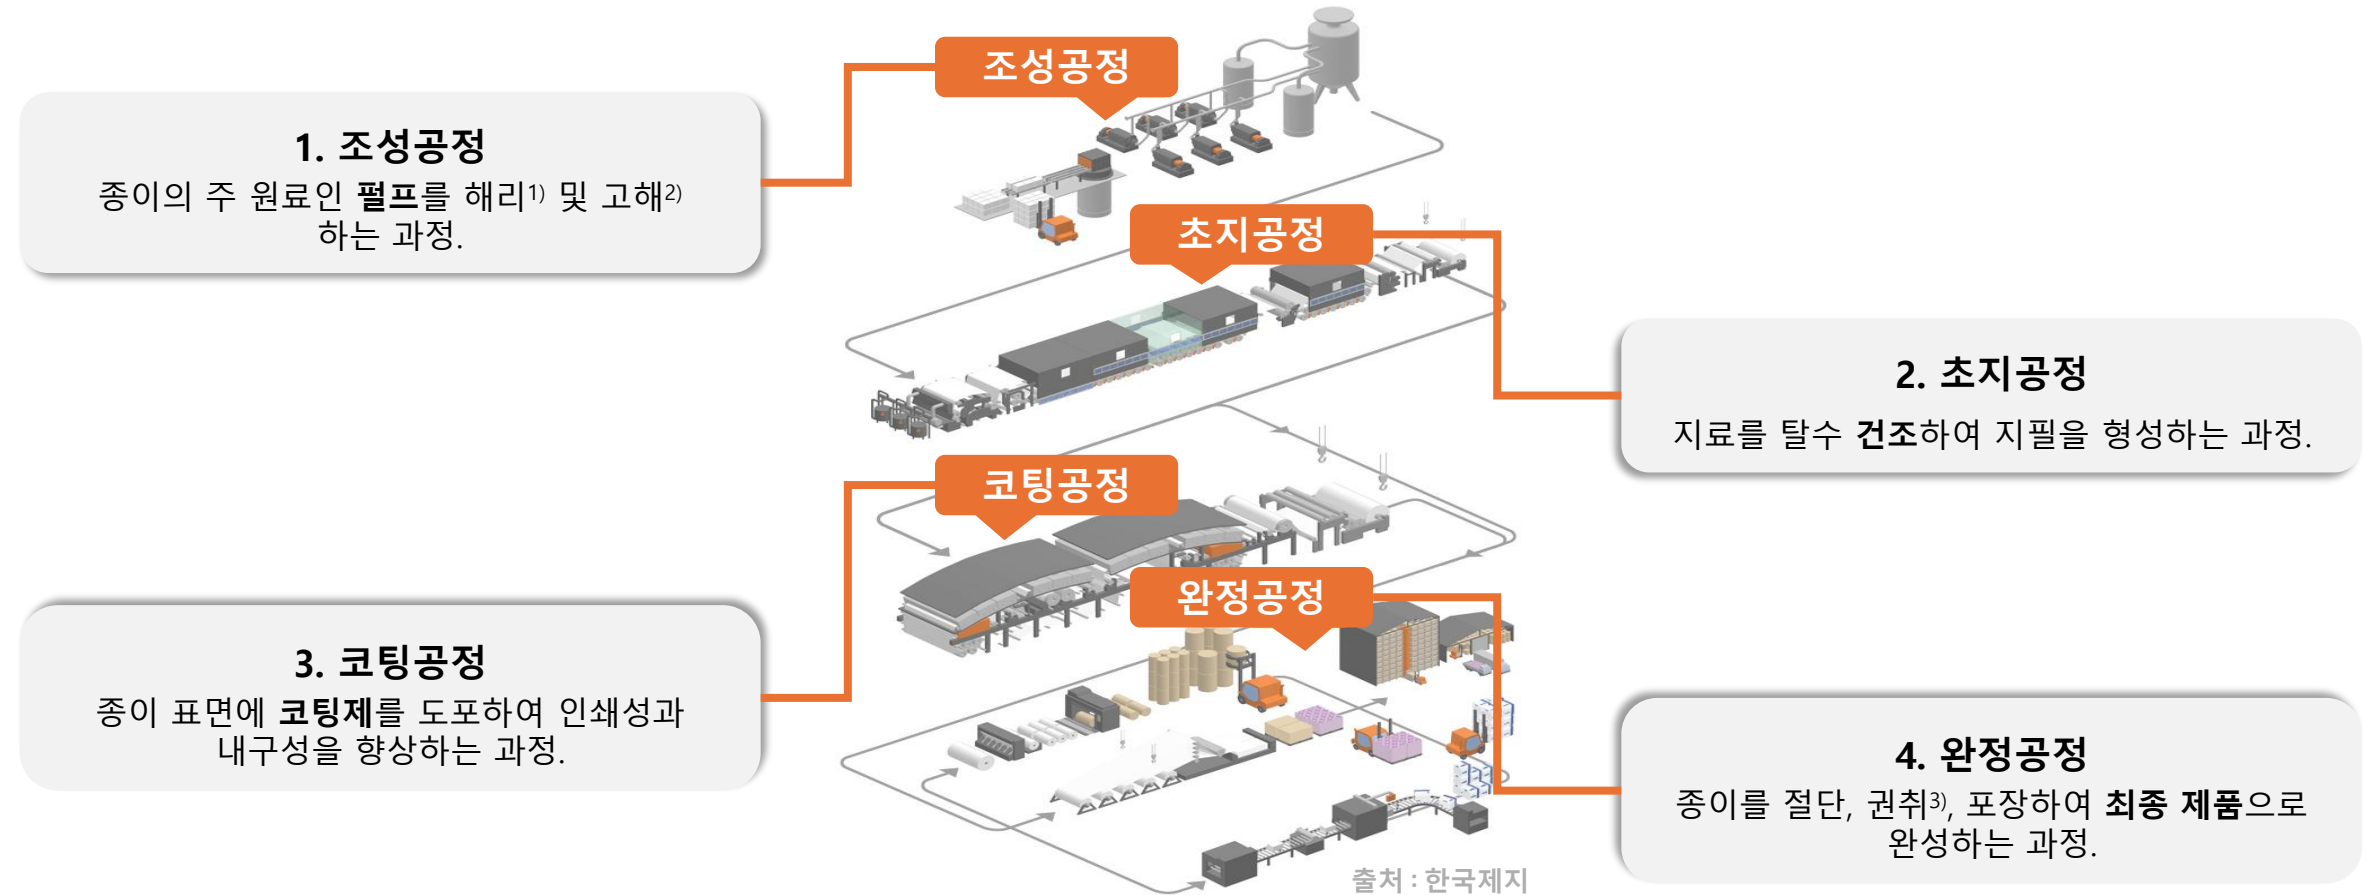 조성공정
1. 조성공정
종이의 주 원료인 펄프를 해리1) 및 고해2)
하는 과정.
초지공정
2. 초지공정
지료를 탈수 건조하여 지필을 형성하는 과정.
코팅공정
3. 코팅공정
종이 표면에 코팅제를 도포하여 인쇄성과
내구성을 향상하는 과정.
완정공정
4. 완정공정
종이를 절단, 권취3), 포장하여 최종 제품으로
완성하는 과정.
출처 : 한국제지